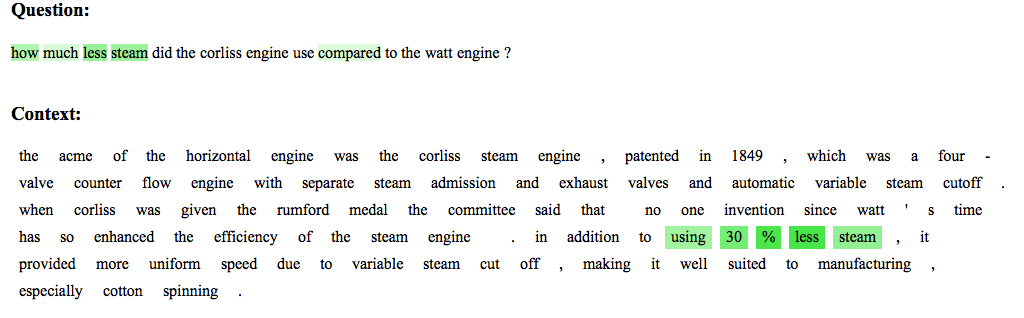 Question:
how much less steam did the corliss engine use compared to the watt engine ?
Context:
the acme of the horizontal engine was the corliss steam engine , patented in 1849 , which was a four -
valve counter flow engine with separate steam admission and exhaust valves and automatic variable steam cutoff .
when corliss was given the rumford medal the committee said that no one invention since watt ' s time
has so enhanced the efficiency of the steam engine . in addition to using 30 % less steam , it
provided more uniform speed due to variable steam cut off , making it well suited to manufacturing ,
especially cotton spinning .